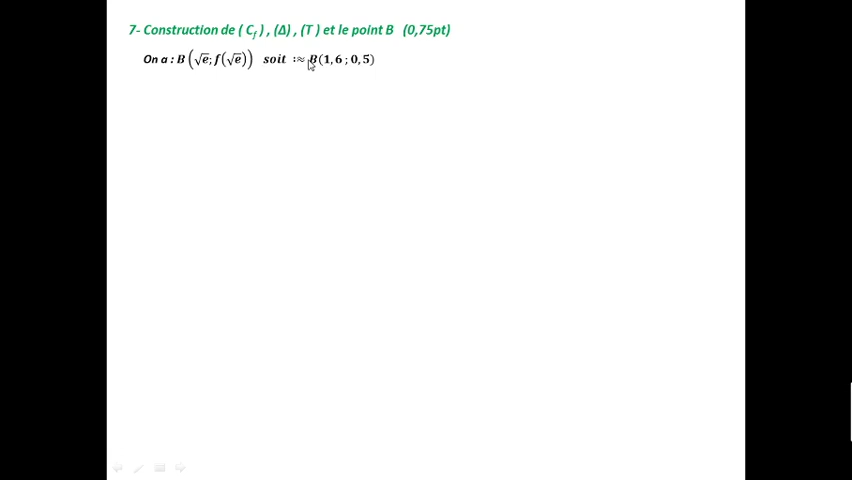 7- Construction de ( C_f ) , (Δ) , (T ) et le point B (0,75pt)
On a : B (√e ; f(√e)) soit :≈ B(1,6 ; 0,5)